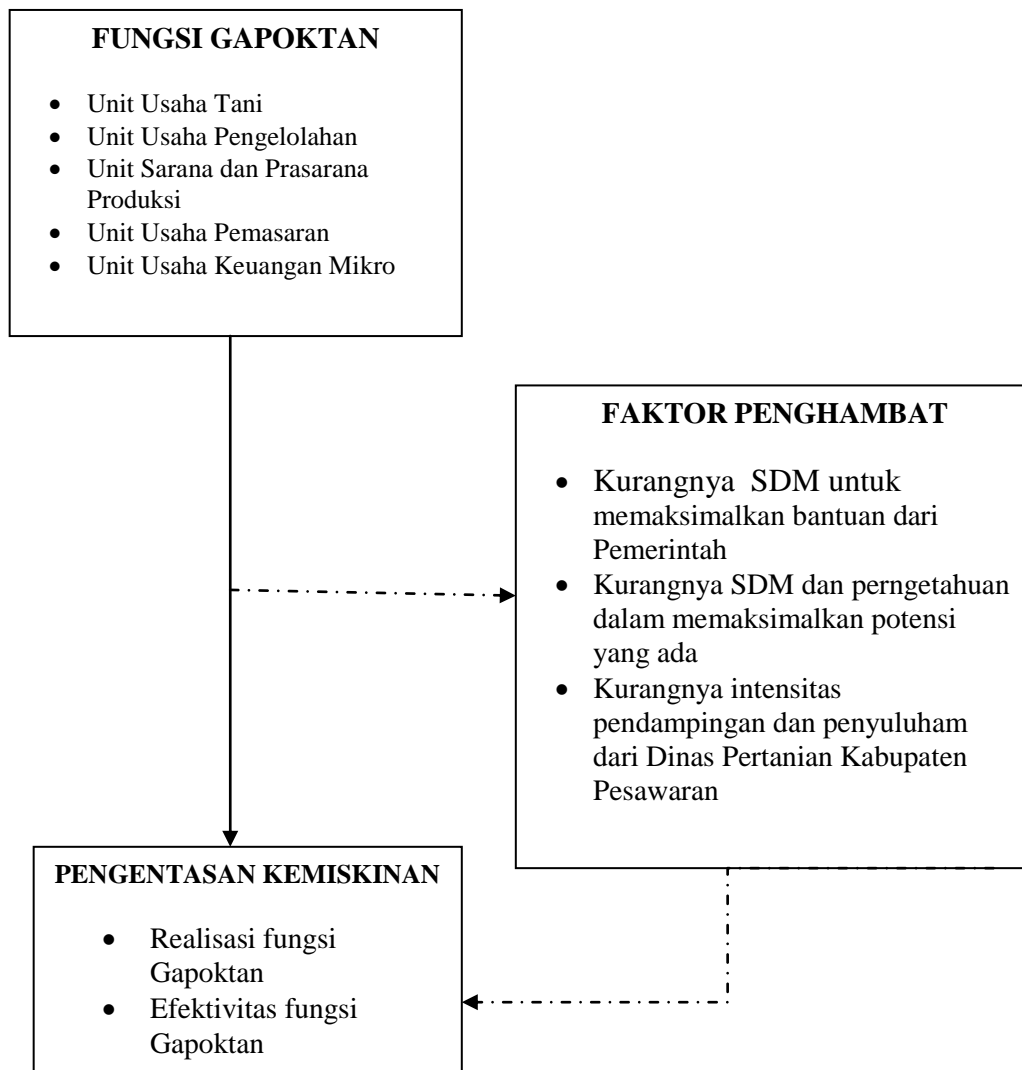 FUNGSI GAPOKTAN
• Unit Usaha Tani
• Unit Usaha Pengelolahan
• Unit Sarana dan Prasarana
Produksi
• Unit Usaha Pemasaran
• Unit Usaha Keuangan Mikro
FAKTOR PENGHAMBAT
• Kurangnya SDM untuk
memaksimalkan bantuan dari
Pemerintah
• Kurangnya SDM dan perngetahuan
dalam memaksimalkan potensi
yang ada
• Kurangnya intensitas
pendampingan dan penyuluham
dari Dinas Pertanian Kabupaten
Pesawaran
PENGENTASAN KEMISKINAN
• Realisasi fungsi
Gapoktan
• Efektivitas fungsi
Gapoktan